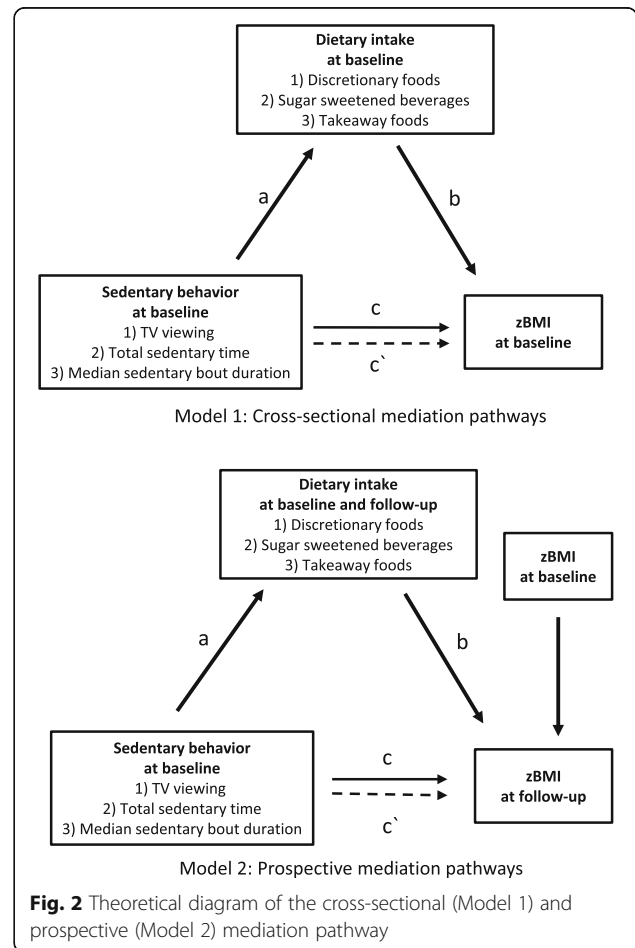 Dietary intake
at baseline
1) Discretionary foods
2) Sugar sweetened beverages
3) Takeaway foods
a
b
Sedentary behavior
at baseline
1) TV viewing
2) Total sedentary time
3) Median sedentary bout duration
c
c`
zBMI
at baseline
Model 1: Cross-sectional mediation pathways
Dietary intake
at baseline and follow-up
1) Discretionary foods
2) Sugar sweetened beverages
3) Takeaway foods
zBMI
at baseline
a
b
Sedentary behavior
at baseline
1) TV viewing
2) Total sedentary time
3) Median sedentary bout duration
c
c`
zBMI
at follow-up
Model 2: Prospective mediation pathways
Fig. 2 Theoretical diagram of the cross-sectional (Model 1) and
prospective (Model 2) mediation pathway